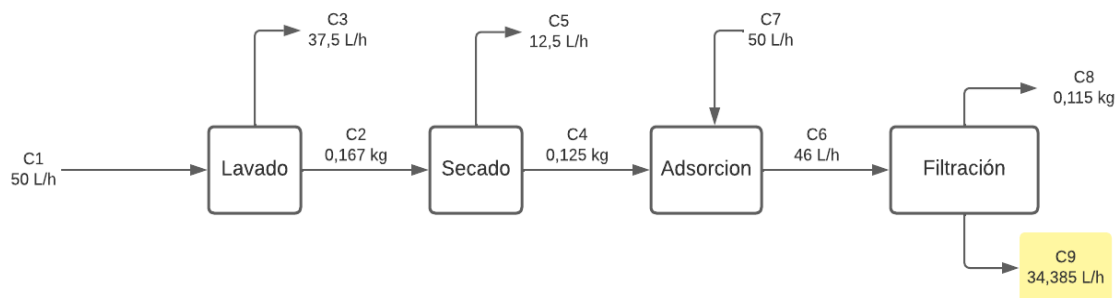 C3
37,5 L/h
C5
12,5 L/h
C7
50 L/h
C8
0,115 kg
C1
50 L/h
Lavado
C2
0,167 kg
Secado
C4
0,125 kg
Adsorcion
C6
46 L/h
Filtración
C9
34,385 L/h